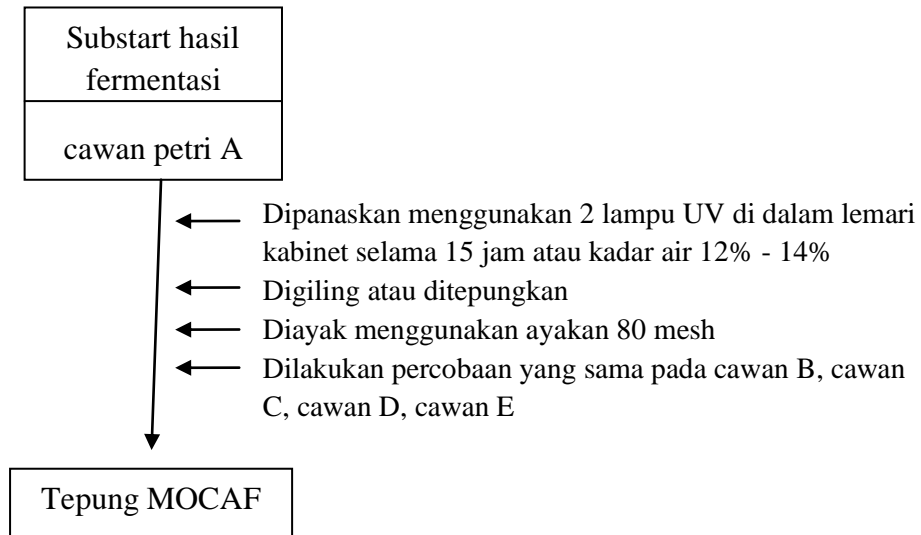 Substart hasil
fermentasi
cawan petri A
Dipanaskan menggunakan 2 lampu UV di dalam lemari
kabinet selama 15 jam atau kadar air 12% - 14%
Digiling atau ditepungkan
Diayak menggunakan ayakan 80 mesh
Dilakukan percobaan yang sama pada cawan B, cawan
C, cawan D, cawan E
Tepung MOCAF